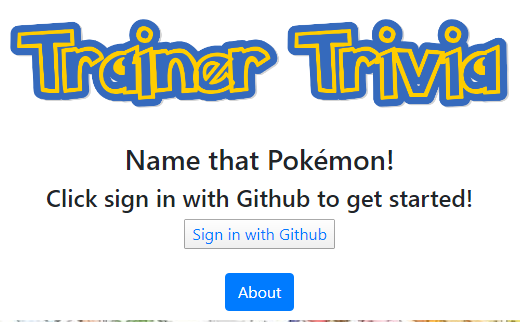 Trainer Trivia
Name that Pokémon!
Click sign in with Github to get started!
Sign in with Github
About